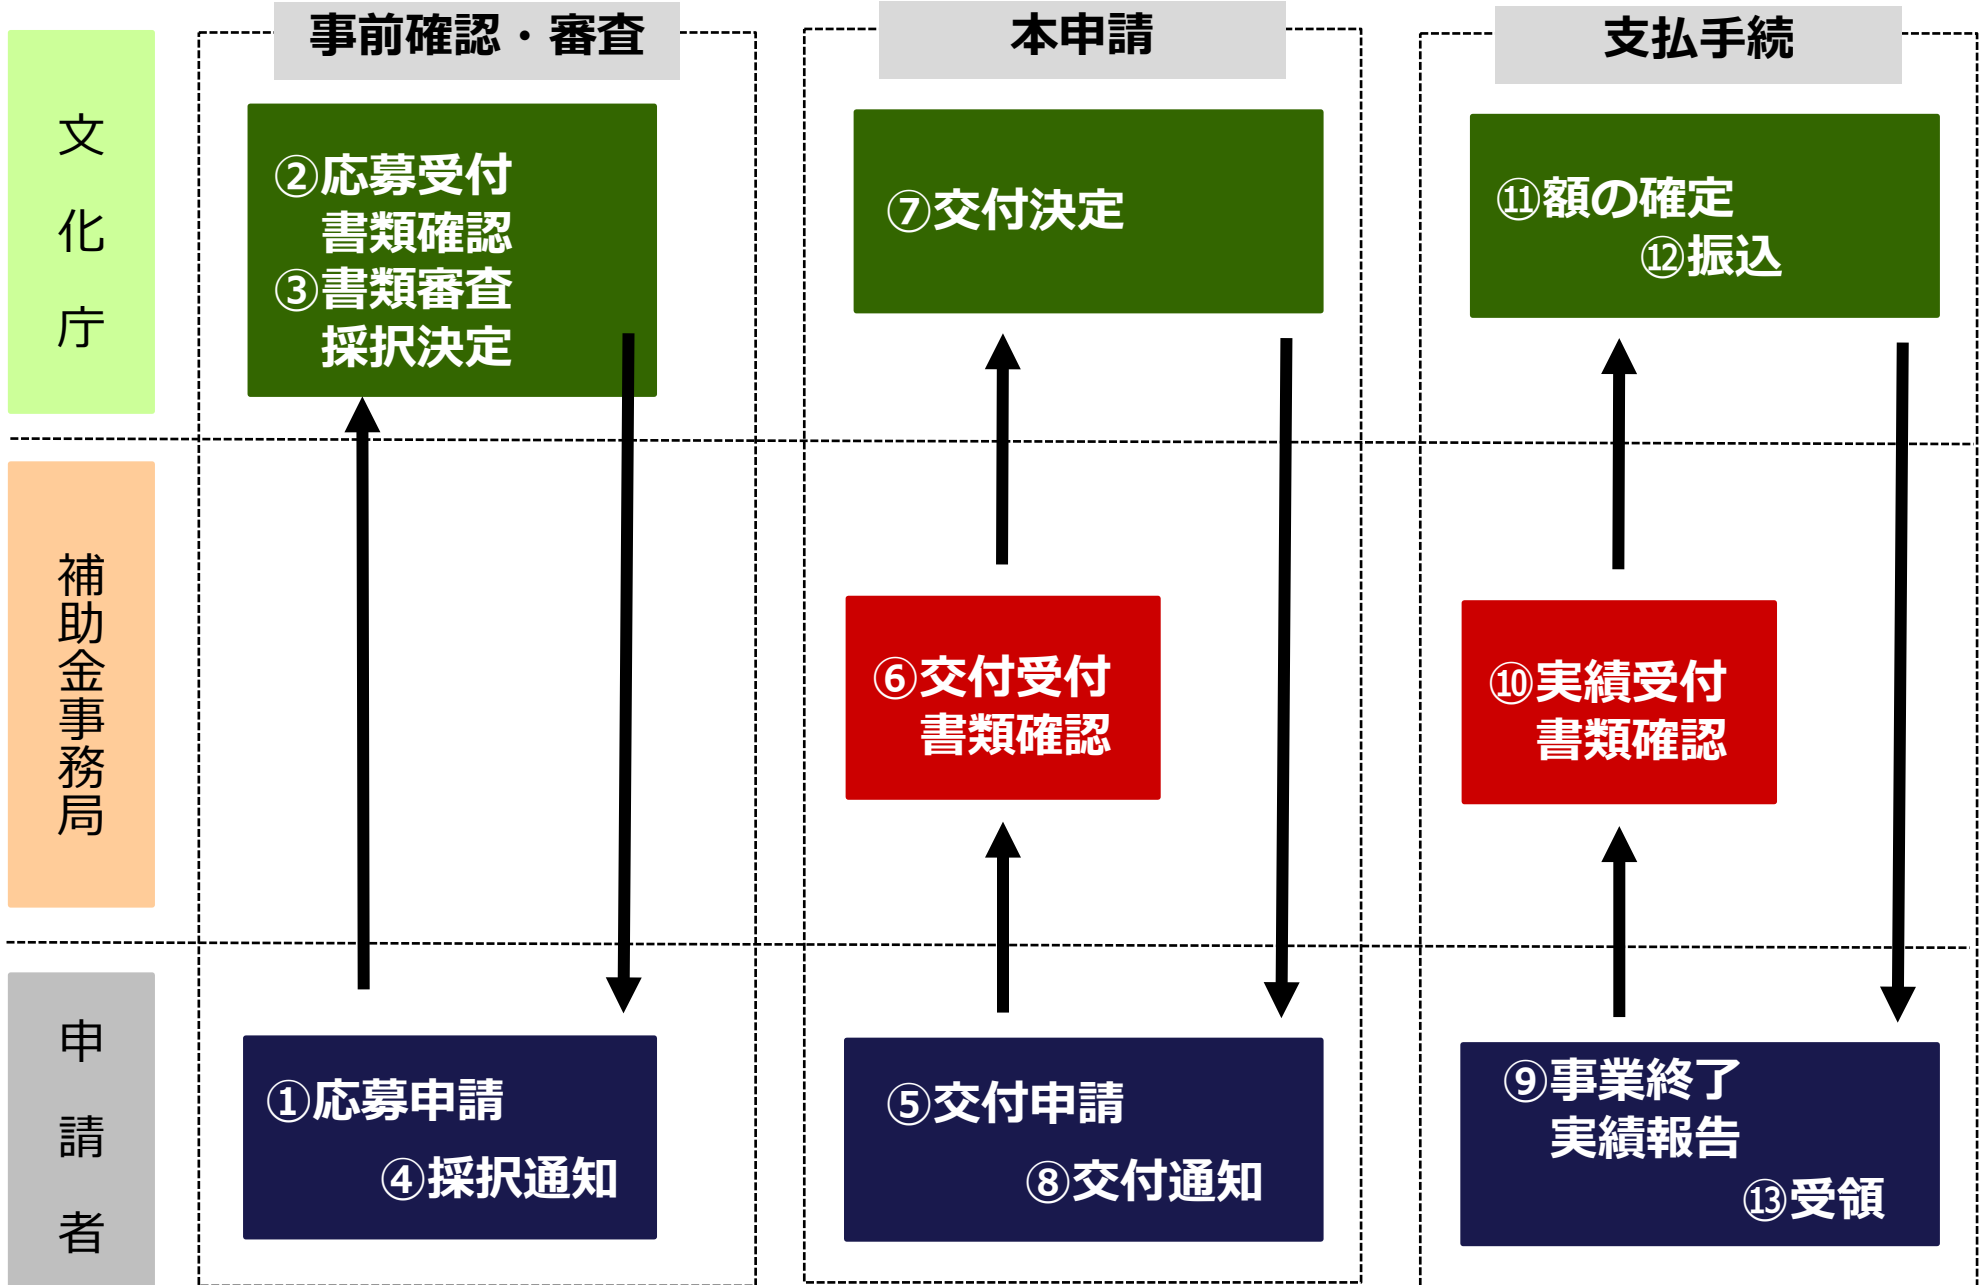 事前確認・審査
本申請
支払手続
文化庁
②応募受付
書類確認
③書類審査
採択決定
⑦交付決定
⑪額の確定
⑫振込
補助金事務局
⑥交付受付
書類確認
⑩実績受付
書類確認
申請者
①応募申請
④採択通知
⑤交付申請
⑧交付通知
⑨事業終了
実績報告
⑬受領